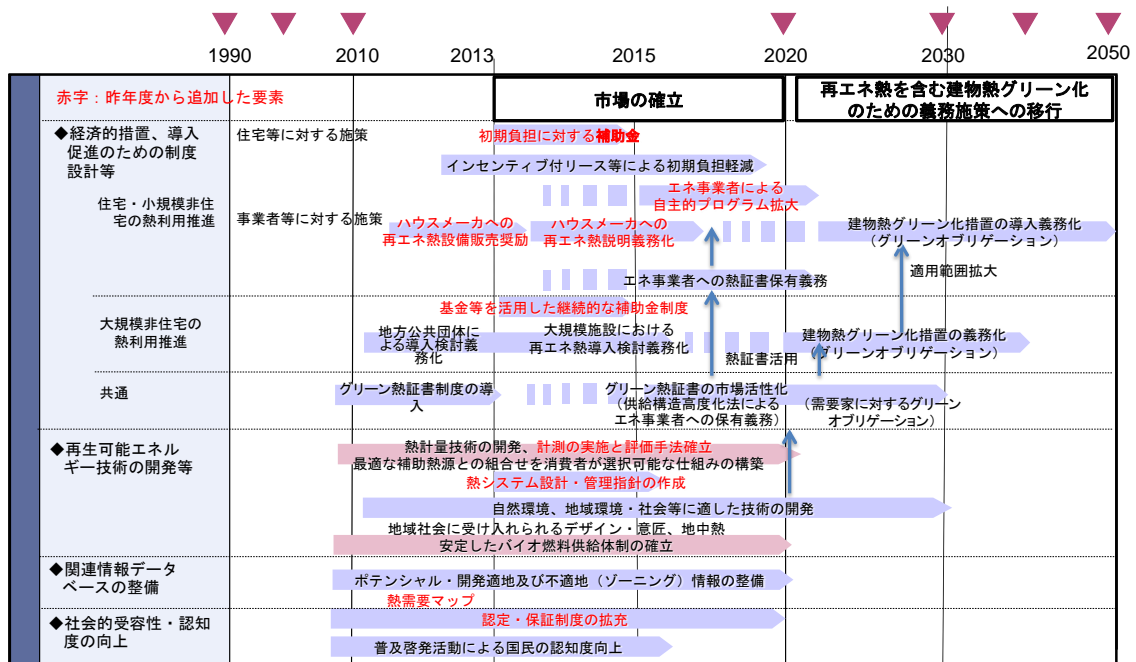 1990
2010
2013
2015
2020
2030
2050
赤字：昨年度から追加した要素
市場の確立
再エネ熱を含む建物熱グリーン化
のための義務施策への移行
◆経済的措置、導入
促進のための制度
設計等
住宅等に対する施策
初期負担に対する補助金
インセンティブ付リース等による初期負担軽減
エネ事業者による
自主的プログラム拡大
住宅・小規模非住
宅の熱利用推進
事業者等に対する施策
ハウスメーカへの
再エネ熱設備販売奨励
ハウスメーカへの
再エネ熱説明義務化
建物熱グリーン化措置の導入義務化
（グリーンオブリゲーション）
エネ事業者への熱証書保有義務
適用範囲拡大
基金等を活用した継続的な補助金制度
大規模非住宅の
熱利用推進
地方公共団体に
よる導入検討義
務化
大規模施設における
再エネ熱導入検討義務化
建物熱グリーン化措置の義務化
（グリーンオブリゲーション）
熱証書活用
共通
グリーン熱証書制度の導
入
グリーン熱証書の市場活性化
（供給構造高度化法による
エネ事業者への保有義務）
（需要家に対するグリーン
オブリゲーション）
◆再生可能エネル
ギー技術の開発等
熱計量技術の開発、計測の実施と評価手法確立
最適な補助熱源との組合せを消費者が選択可能な仕組みの構築
熱システム設計・管理指針の作成
自然環境、地域環境・社会等に適した技術の開発
地域社会に受け入れられるデザイン・意匠、地中熱
安定したバイオ燃料供給体制の確立
◆関連情報データ
ベースの整備
ポテンシャル・開発適地及び不適地（ゾーニング）情報の整備
熱需要マップ
◆社会的受容性・認知
度の向上
認定・保証制度の拡充
普及啓発活動による国民の認知度向上